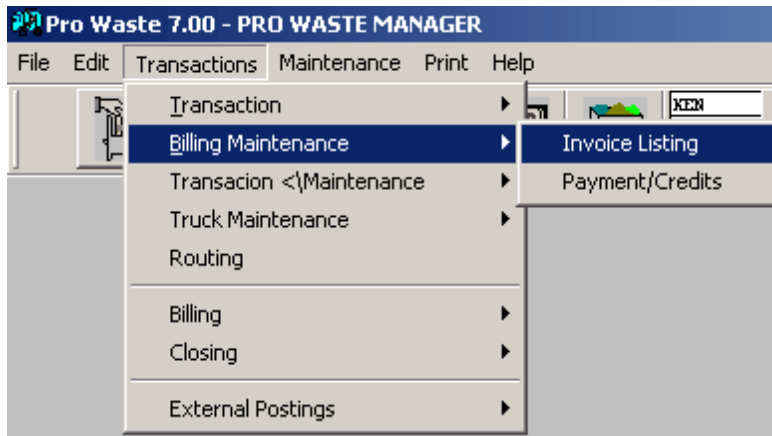 Pro Waste 7.00 - PRO WASTE MANAGER
File Edit Transactions Maintenance Print Help
Transaction
KEN
Billing Maintenance
Invoice Listing
Transacion <\Maintenance
Payment/Credits
Truck Maintenance
Routing
Billing
Closing
External Postings